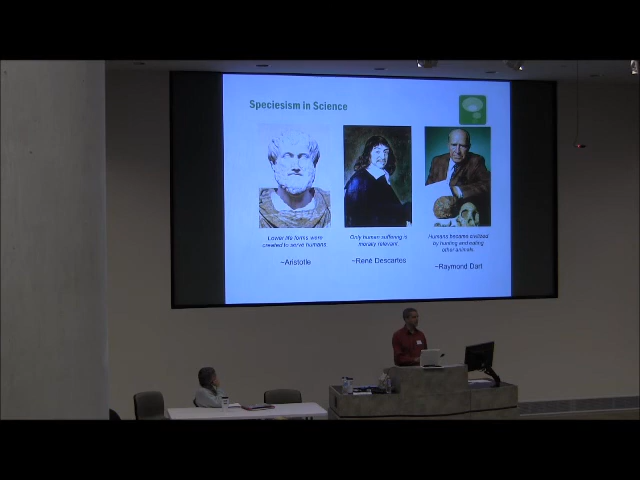 Speciesism in Science
Lower life forms were
created to serve humans.
~Aristotle
Only human suffering is
morally relevant.
~René Descartes
Humans became civilized
by hunting and eating
other animals.
~Raymond Dart